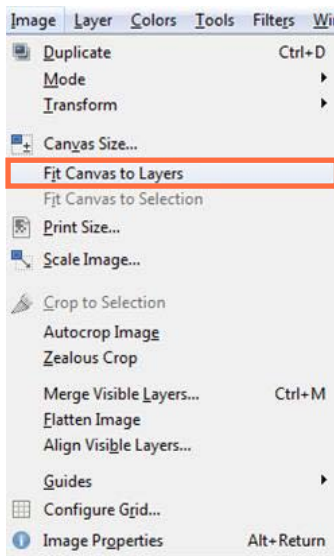 Image Layer Colors Tools Filters Wi
Duplicate Ctrl+D
Mode
Transform
Canvas Size...
Fit Canvas to Layers
Fit Canvas to Selection
Print Size...
Scale Image...
Crop to Selection
Autocrop Image
Zealous Crop
Merge Visible Layers... Ctrl+M
Flatten Image
Align Visible Layers...
Guides
Configure Grid...
Image Properties Alt+Return